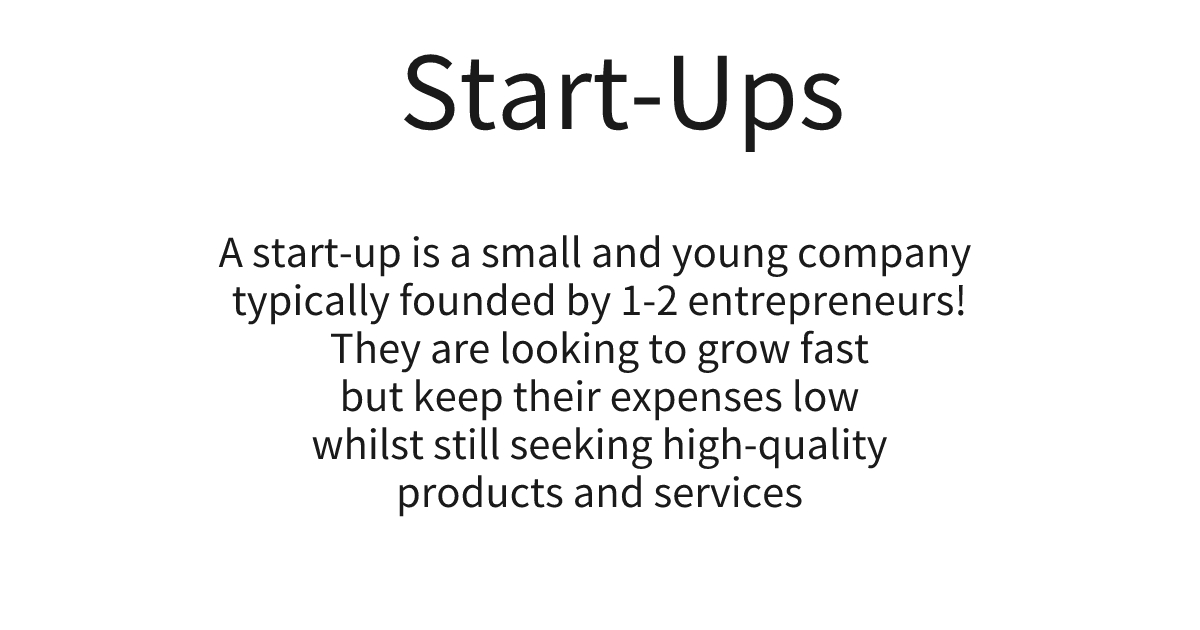 Start-Ups
A start-up is a small and young company
typically founded by 1-2 entrepreneurs!
They are looking to grow fast
but keep their expenses low
whilst still seeking high-quality
products and services